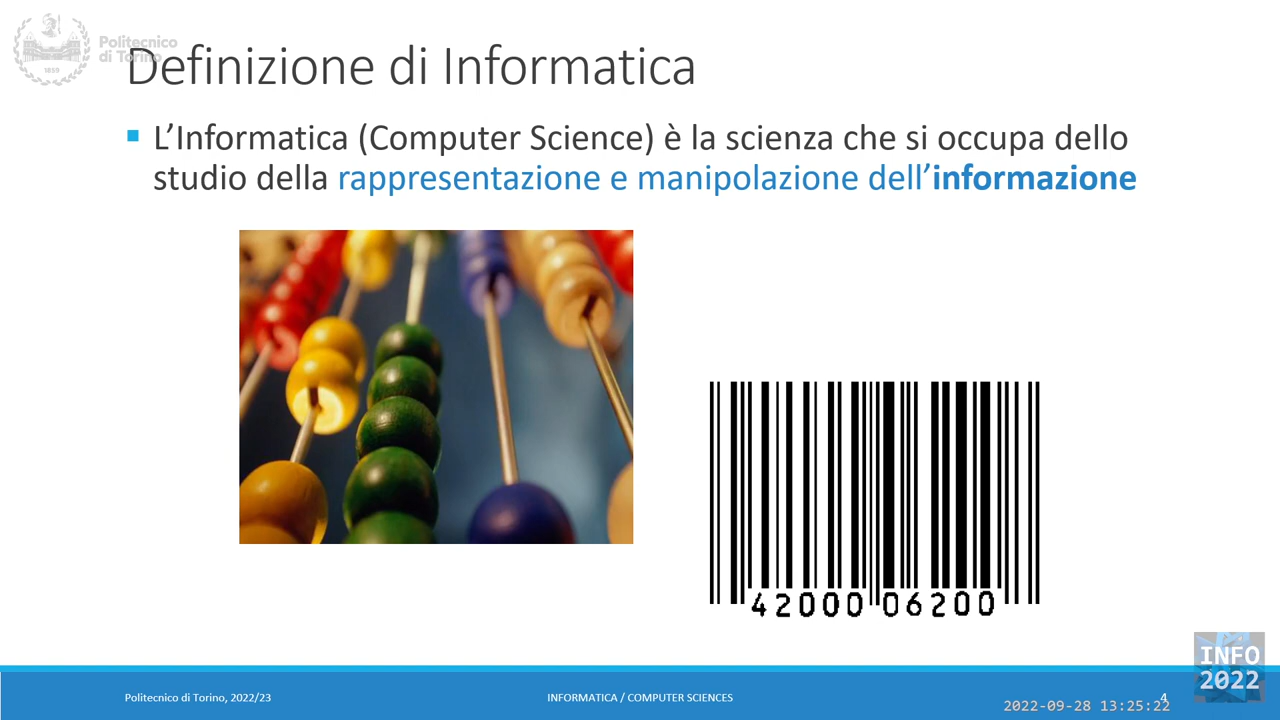 Politecnico
di Torino
1859
Definizione di Informatica
L’Informatica (Computer Science) è la scienza che si occupa dello
studio della rappresentazione e manipolazione dell’informazione
42000 06200
INFO
2022
Politecnico di Torino, 2022/23
INFORMATICA / COMPUTER SCIENCES
4
2022-09-28 13:25:22